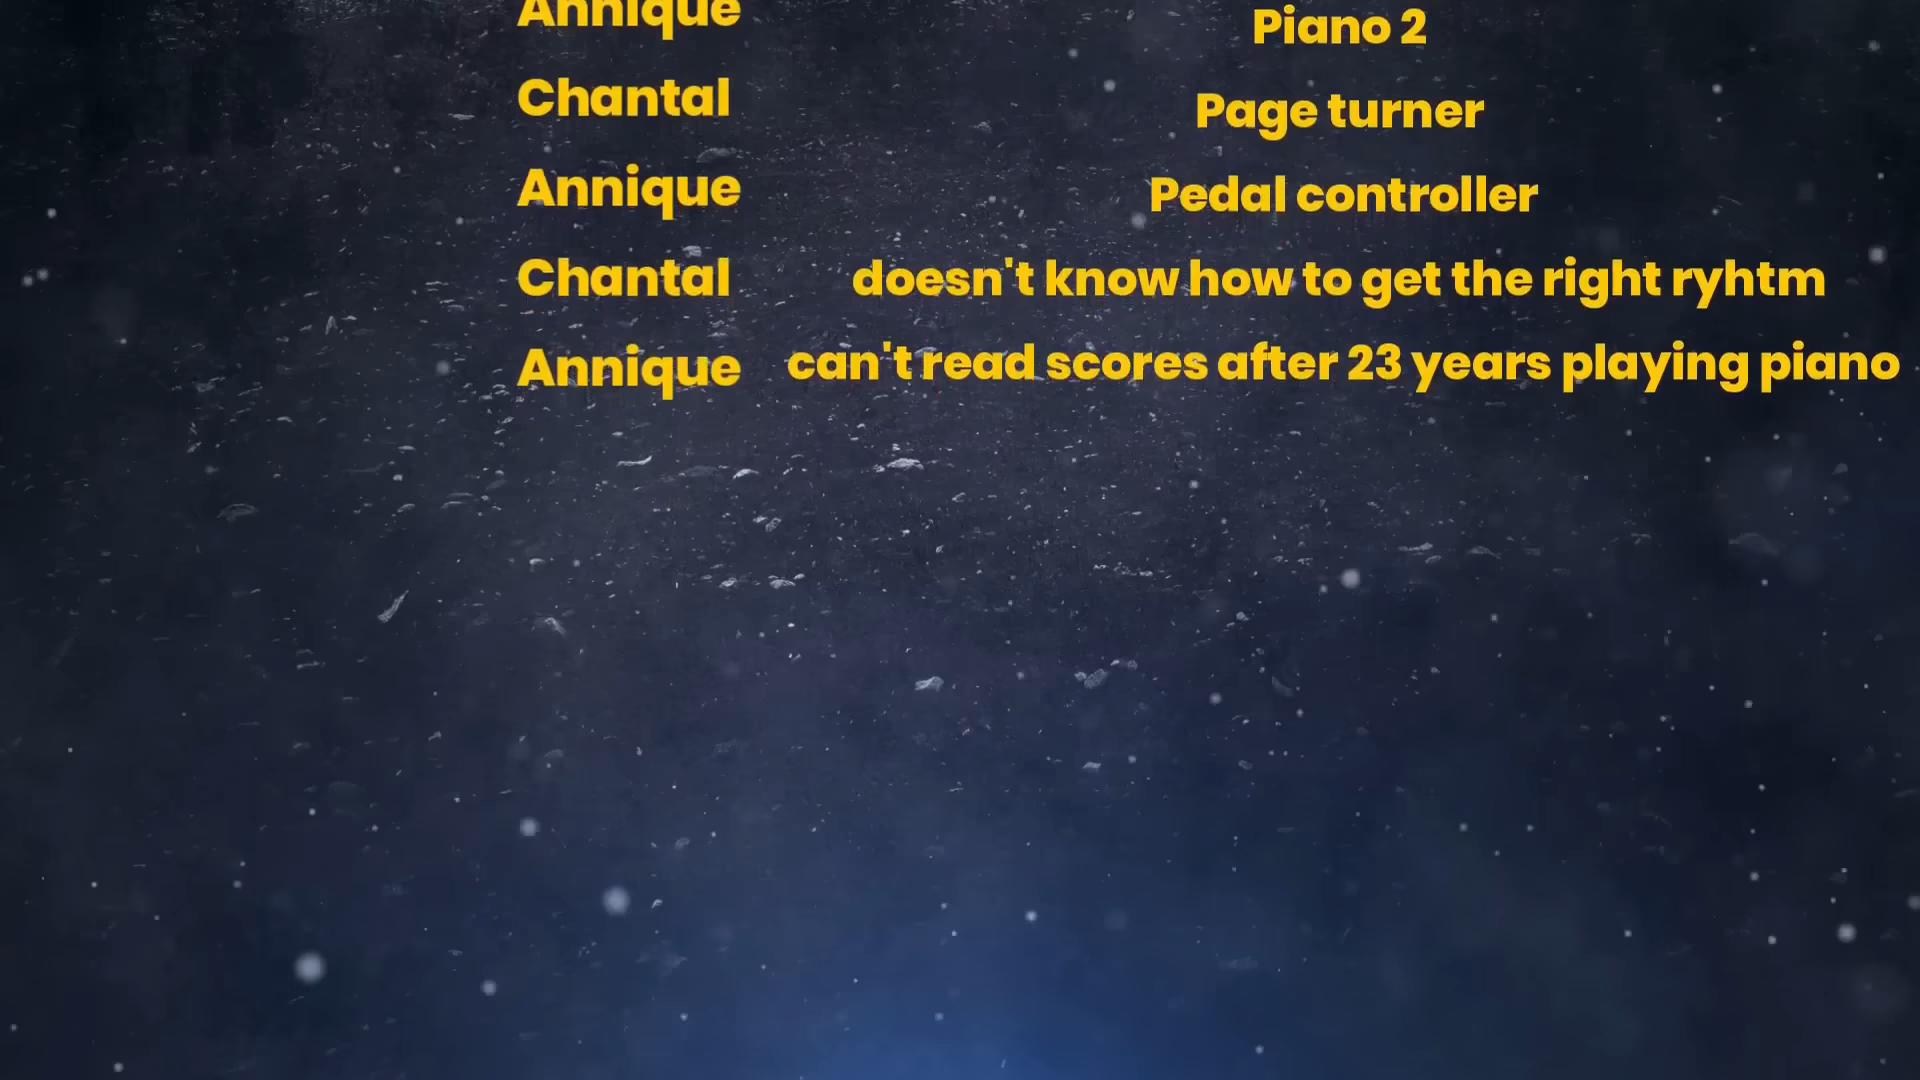 Annique Piano 2
Chantal Page turner
Annique Pedal controller
Chantal doesn't know how to get the right ryhtm
Annique can't read scores after 23 years playing piano